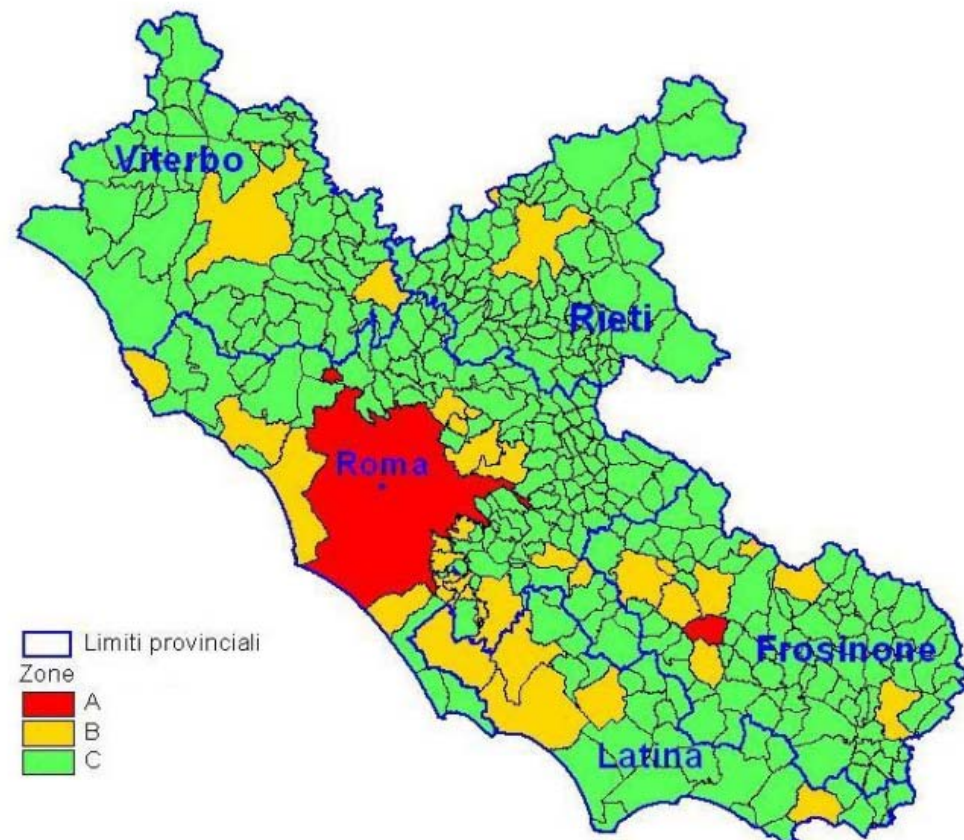 Viterbo
Rieti
Roma
Frosinone
Latina
Limiti provinciali
Zone
A
B
C